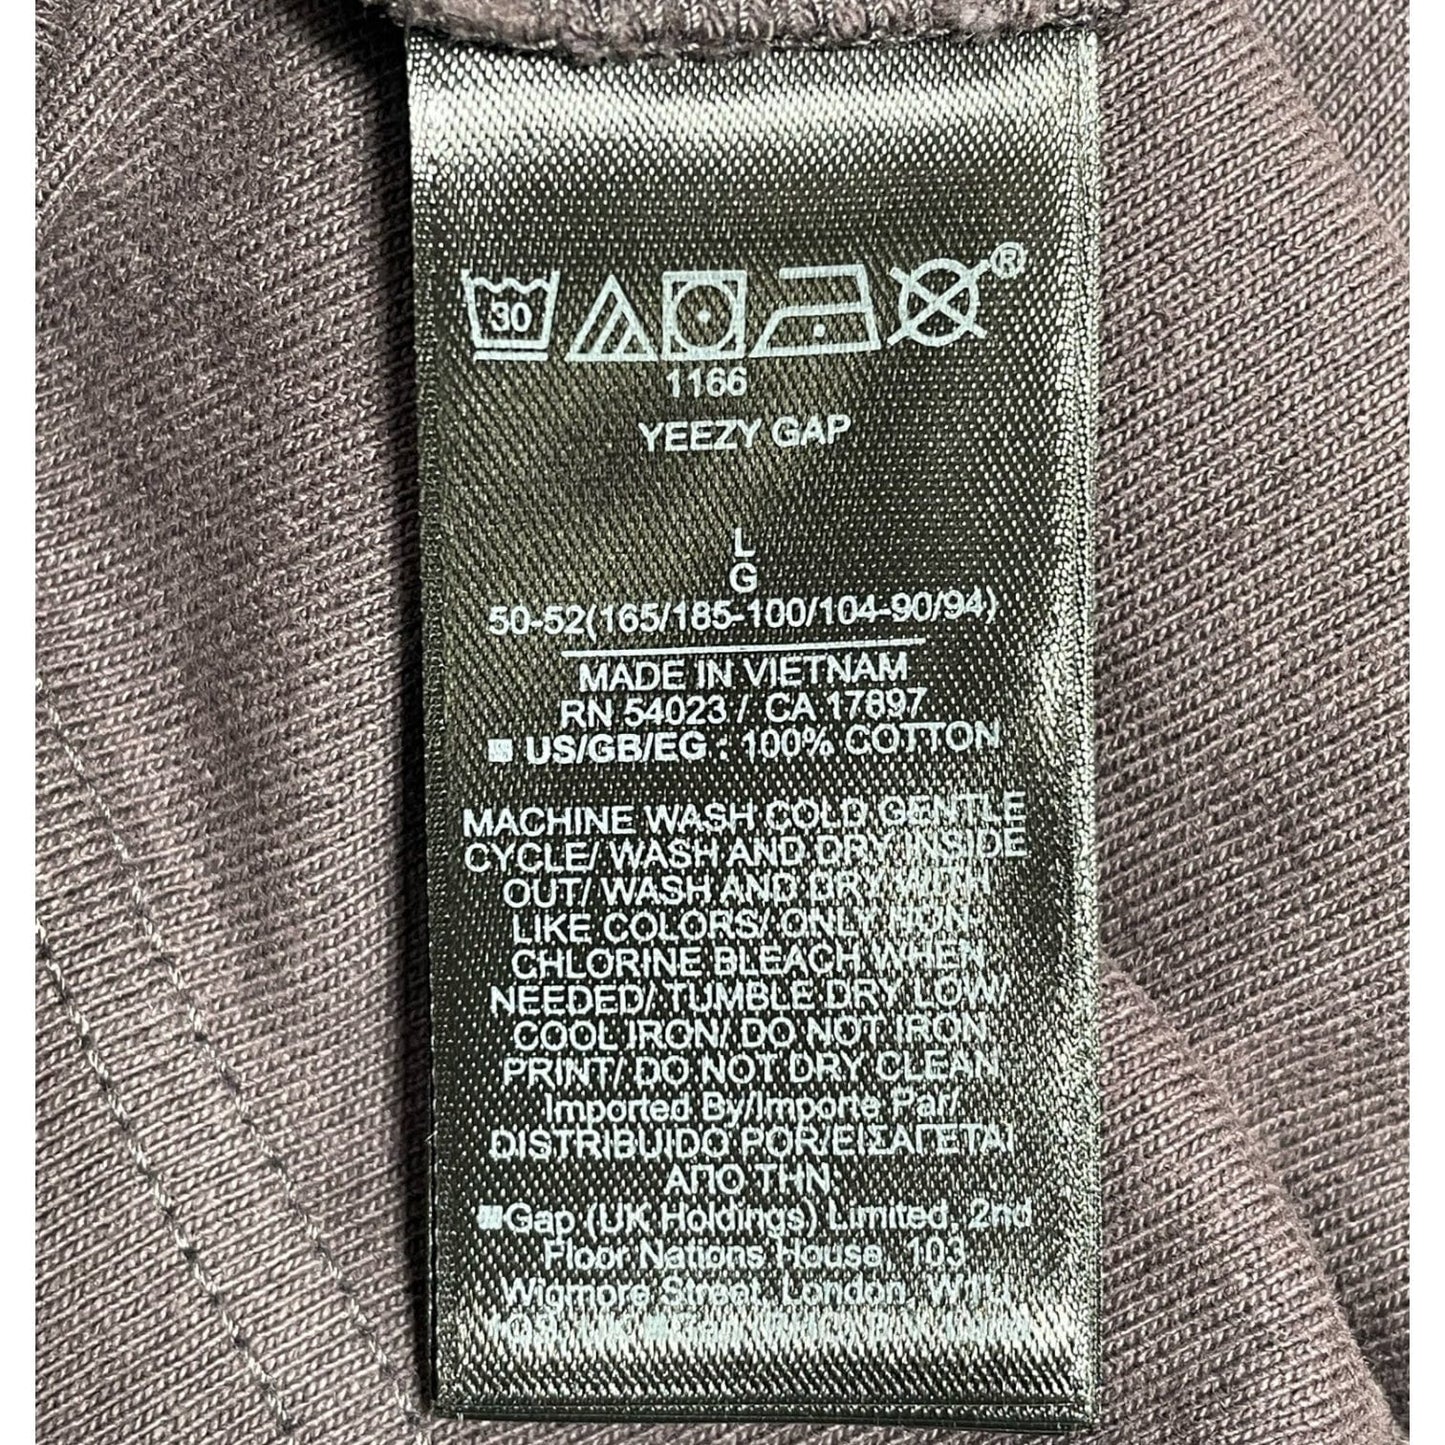 30 ®
1166
YEEZY GAP
L
G
50-52(165/185-100/104-90/94)
MADE IN VIETNAM
RN 54023 / CA 17897
US/GB/EG : 100% COTTON
MACHINE WASH COLD GENTLE
CYCLE/ WASH AND DRY INSIDE
OUT/ WASH AND DRY WITH
LIKE COLORS/ ONLY NON-
CHLORINE BLEACH WHEN
NEEDED/ TUMBLE DRY LOW/
COOL IRON/ DO NOT IRON
PRINT/ DO NOT DRY CLEAN
Imported By/Importe Par/
DISTRIBUIDO POR/ΕΙΣΑΓΕΤΑΙ
ΑΠΟ ΤΗΝ
Gap (UK Holdings) Limited, 2nd
Floor Nations House, 103
Wigmore Street, London, W1U